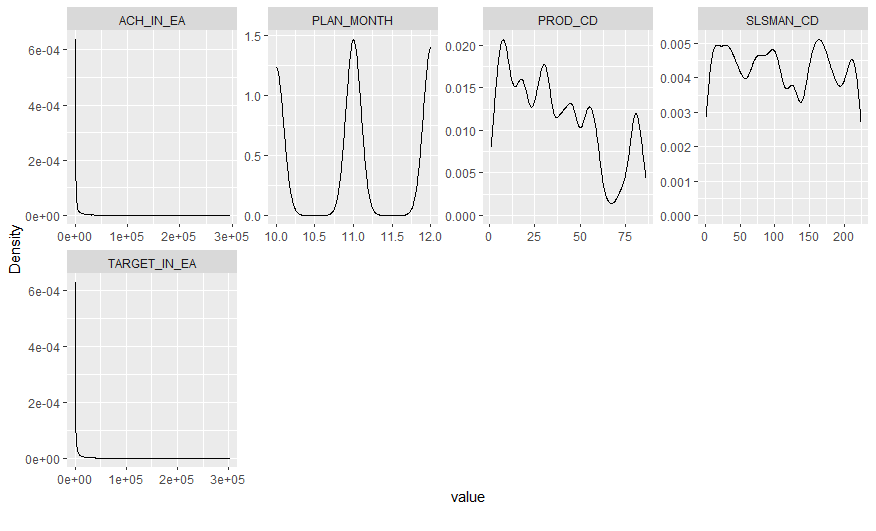 ACH_IN_EA PLAN_MONTH PROD_CD SLSMAN_CD
6e-04
4e-04
2e-04
0e+00
0e+00 1e+05 2e+05 3e+05
1.5
1.0
0.5
0.0
10.0 10.5 11.0 11.5 12.0
0.020
0.015
0.010
0.005
0.000
0 25 50 75
0.005
0.004
0.003
0.002
0.001
0.000
0 50 100 150 200
Density
TARGET_IN_EA
6e-04
4e-04
2e-04
0e+00
0e+00 1e+05 2e+05 3e+05
value